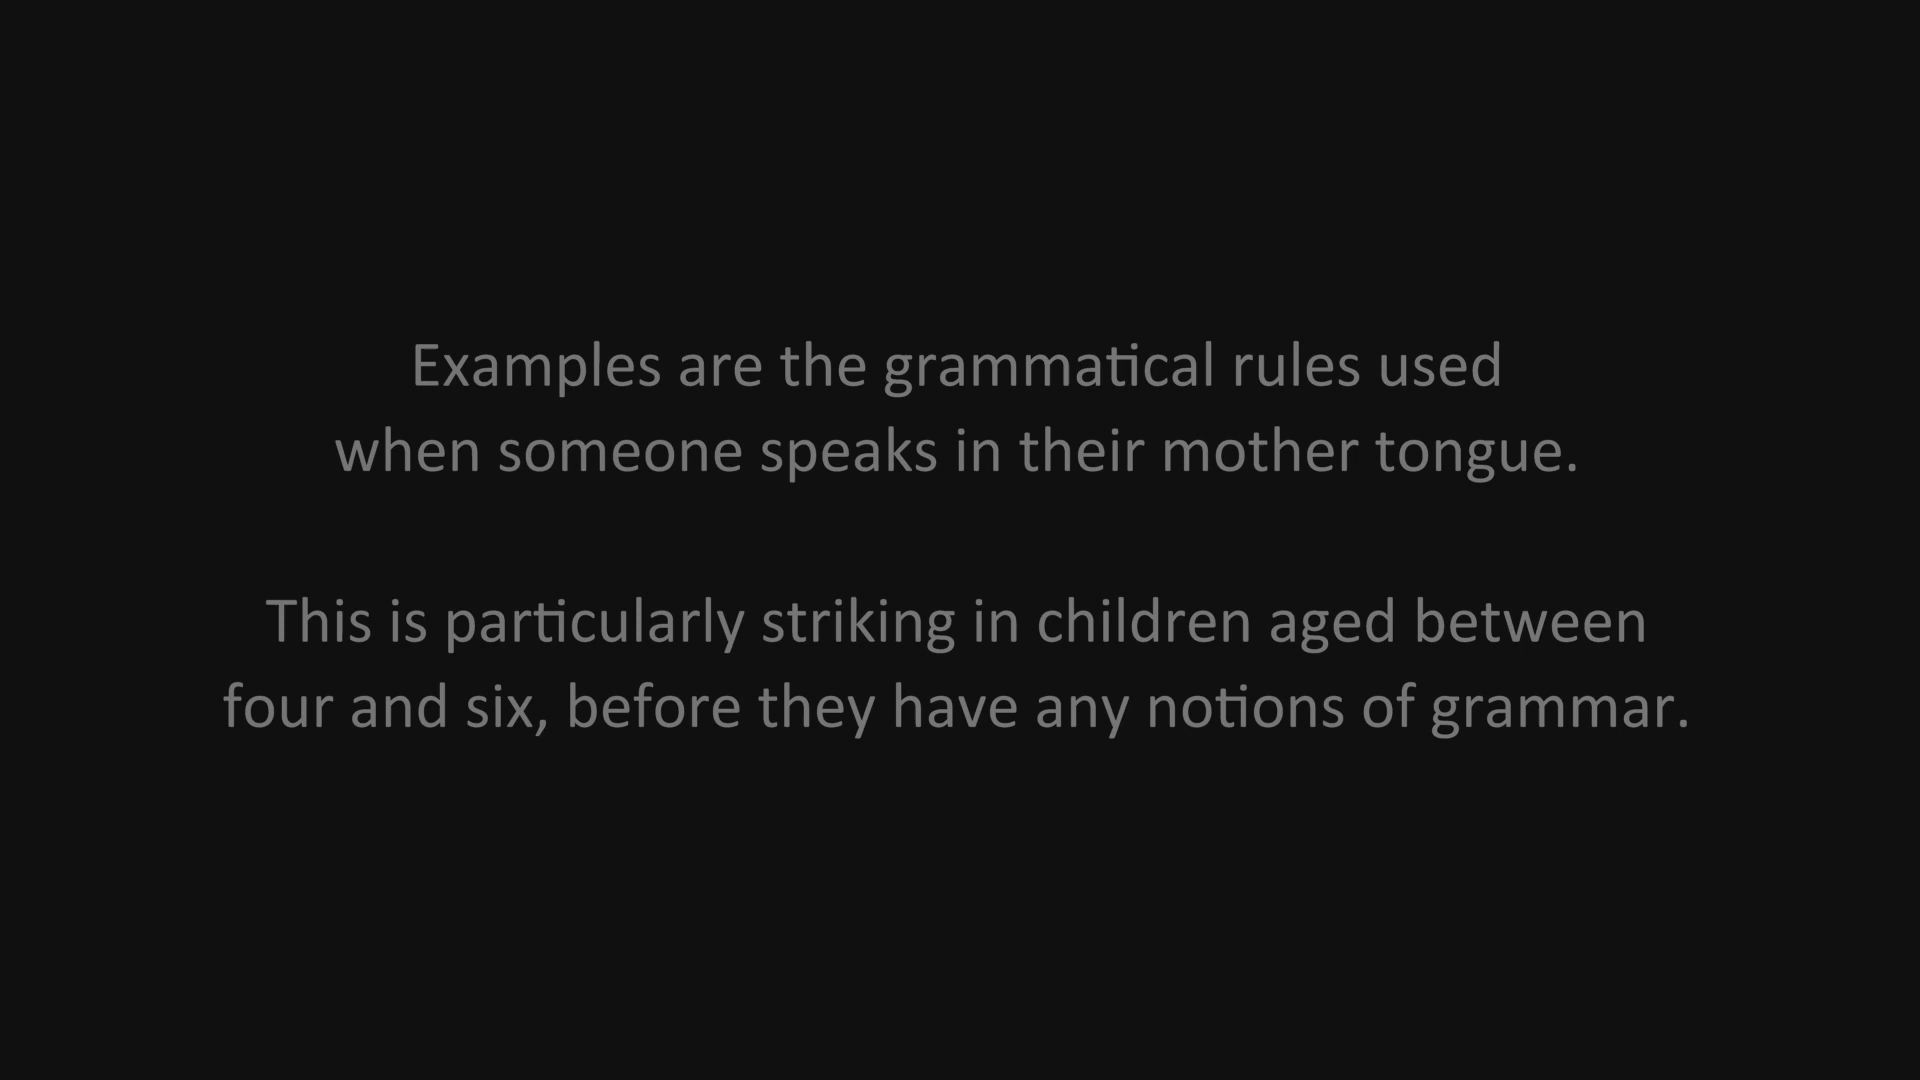 Examples are the grammatical rules used
when someone speaks in their mother tongue.
This is particularly striking in children aged between
four and six, before they have any notions of grammar.